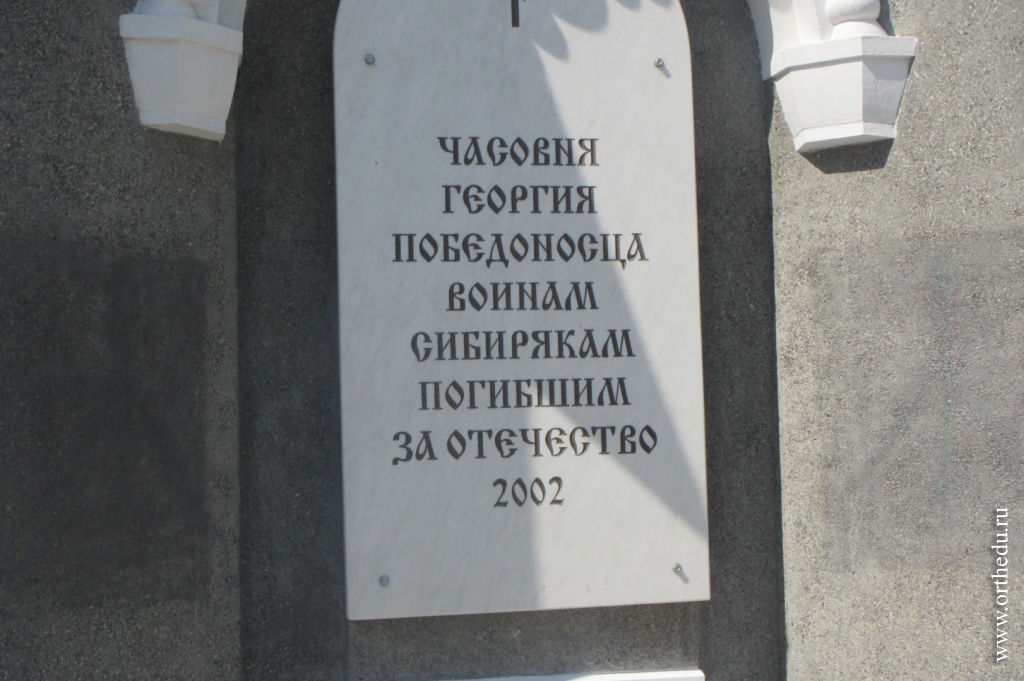 ЧАСОВНЯ
ГЕОРГИЯ
ПОБЕДОНОСЦА
ВОИНАМ
СИБИРЯКАМ
ПОГИБШИМ
ЗА ОТЕЧЕСТВО
2002
www.orthedu.ru